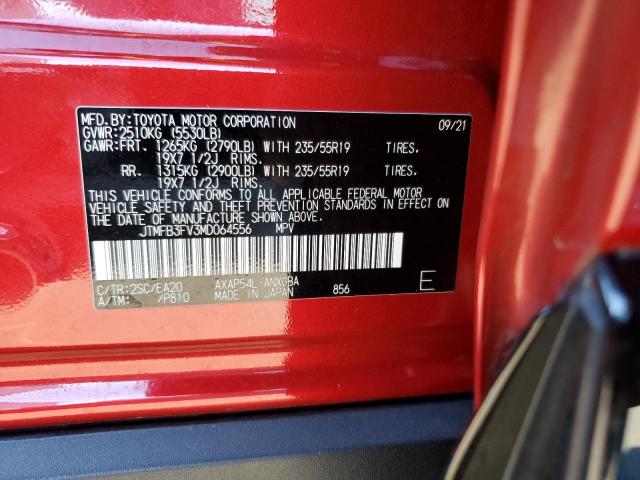 MFD.BY:TOYOTA MOTOR CORPORATION 09/21
GVWR:2510KG (5530LB)
GAWR:FRT. 1265KG (2790LB) WITH 235/55R19 TIRES.
19X7 1/2J RIMS.
RR. 1315KG (2900LB) WITH 235/55R19 TIRES.
19X7 1/2J RIMS.
THIS VEHICLE CONFORMS TO ALL APPLICABLE FEDERAL MOTOR
VEHICLE SAFETY AND THEFT PREVENTION STANDARDS IN EFFECT ON
THE DATE OF MANUFACTURE SHOWN ABOVE.
JTMFB3FV3MD064556 MPV
C/TR:2SC/EA20 AXAP54L-ANXGBA
A/TM: /P810 MADE IN JAPAN 856 E